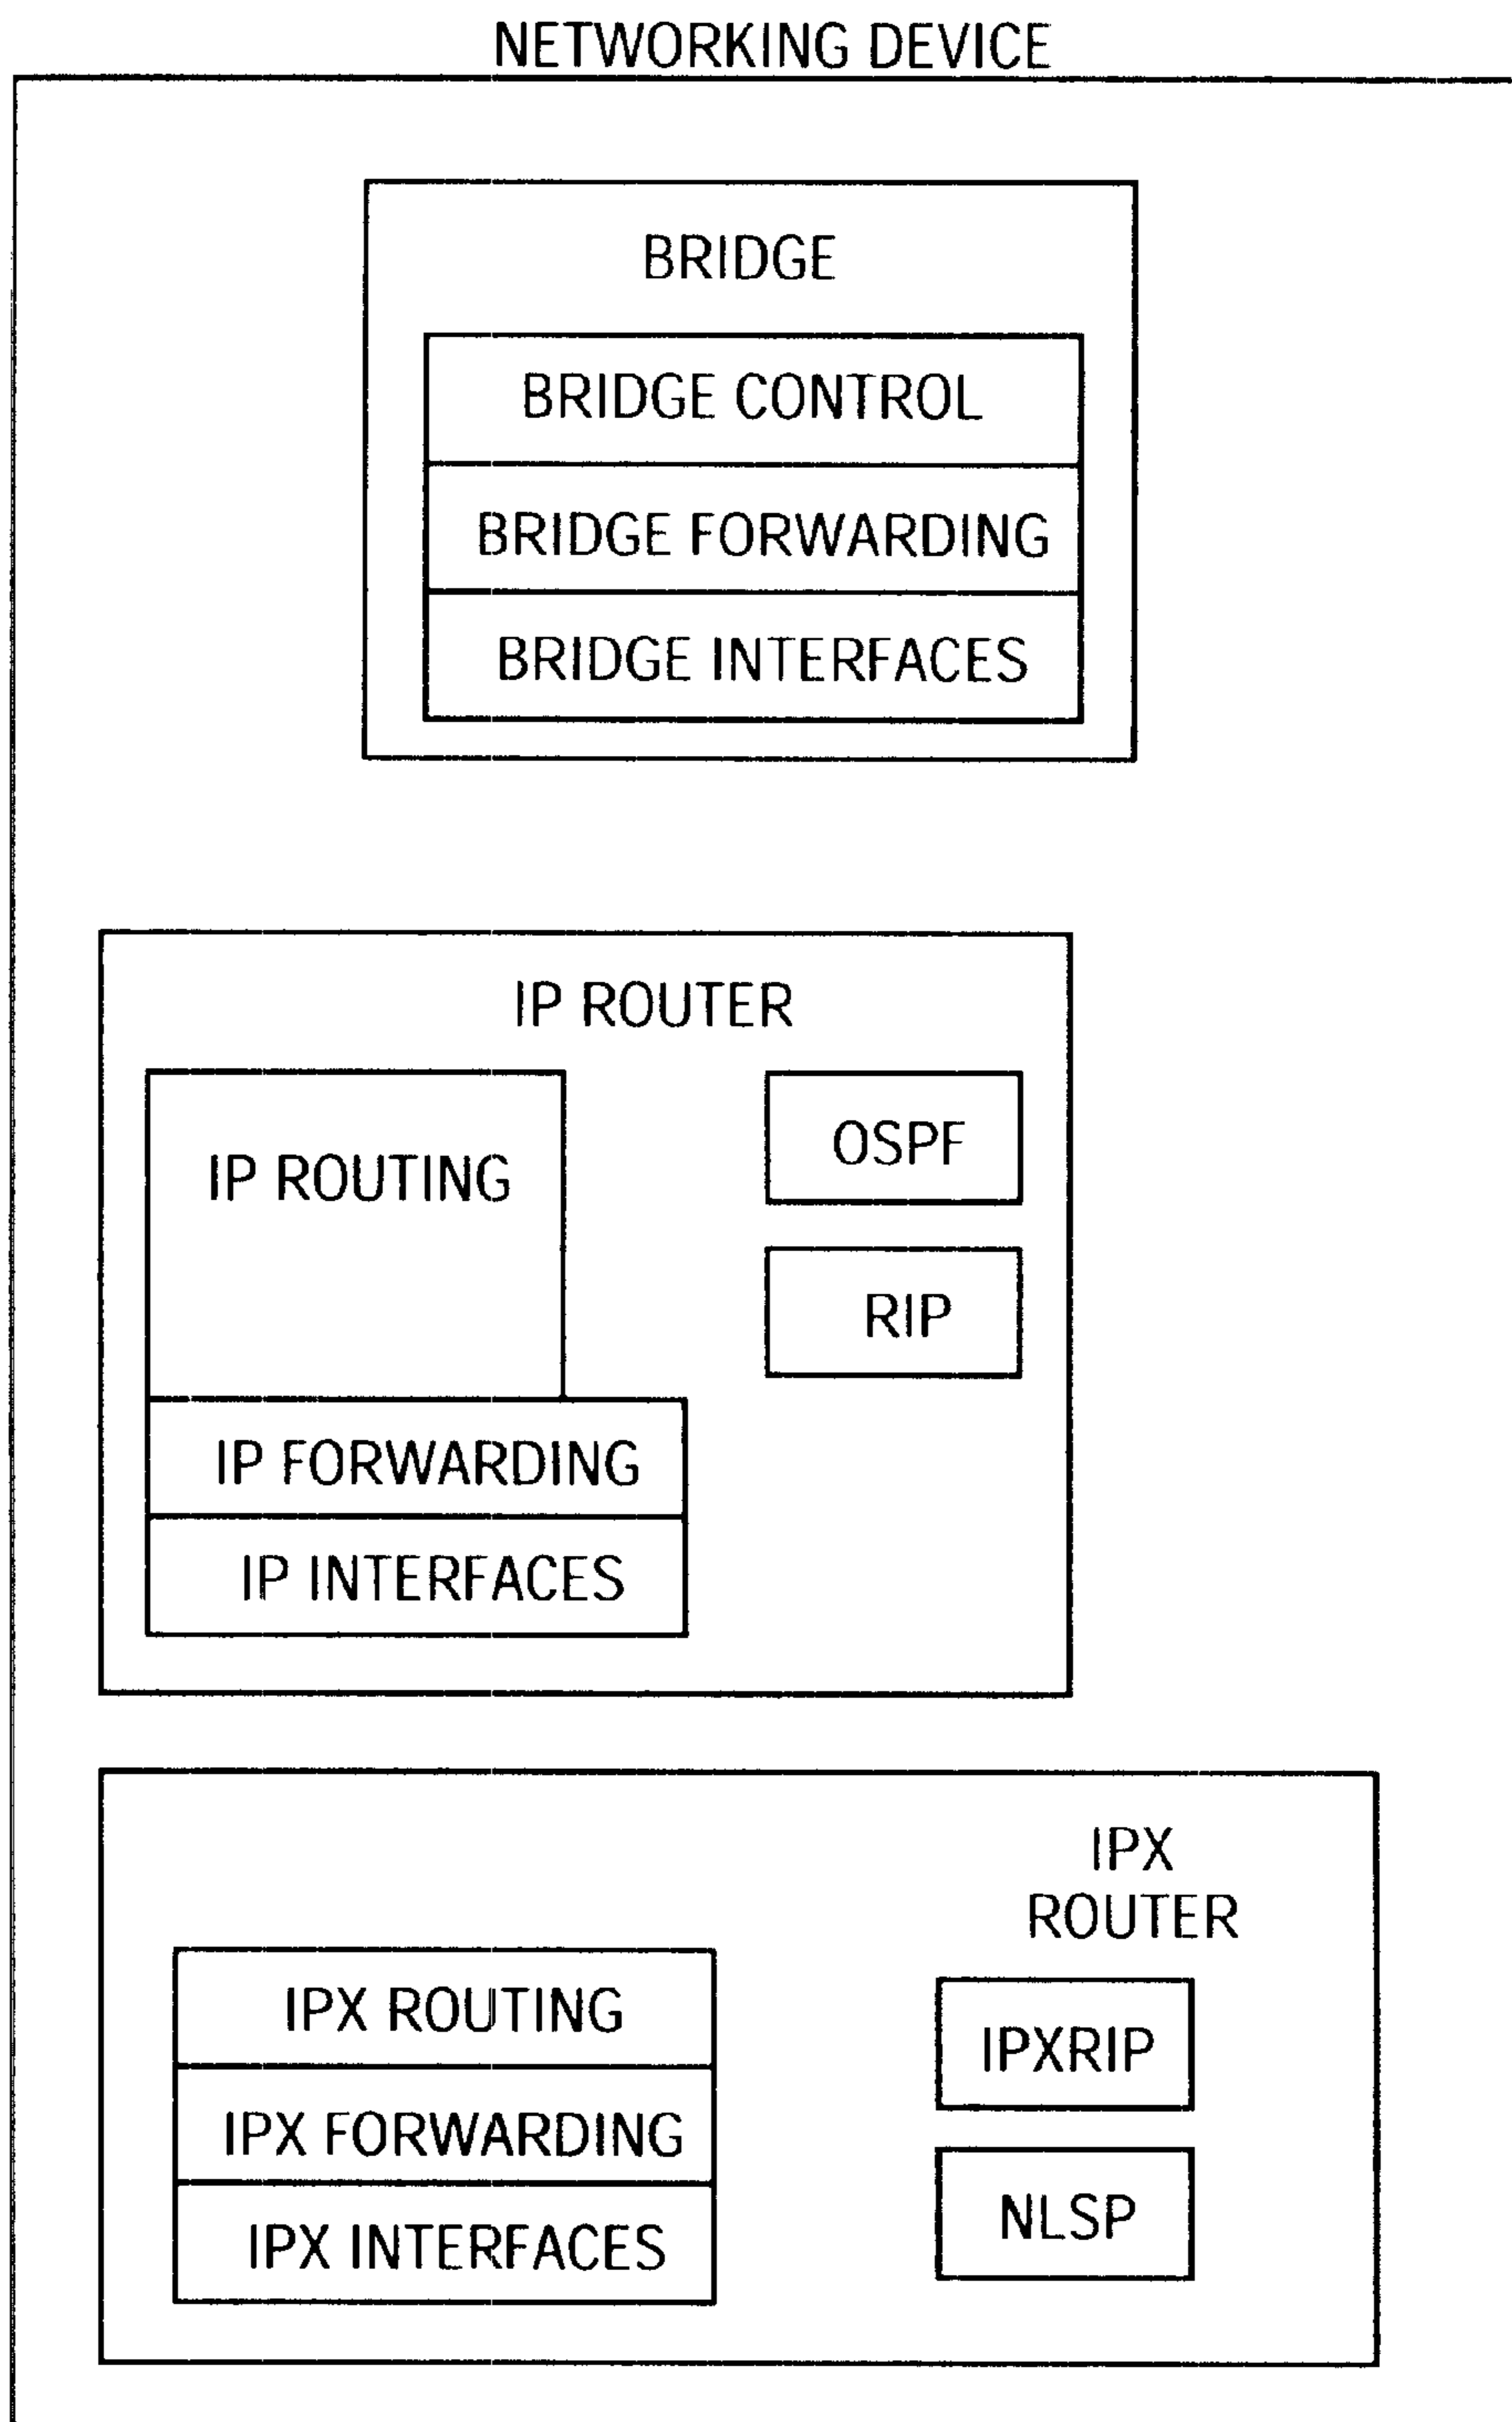 NETWORKING DEVICE
BRIDGE
BRIDGE CONTROL
BRIDGE FORWARDING
BRIDGE INTERFACES
IP ROUTER
IP ROUTING
OSPF
RIP
IP FORWARDING
IP INTERFACES
IPX
ROUTER
IPX ROUTING
IPX FORWARDING
IPX INTERFACES
IPXRIP
NLSP